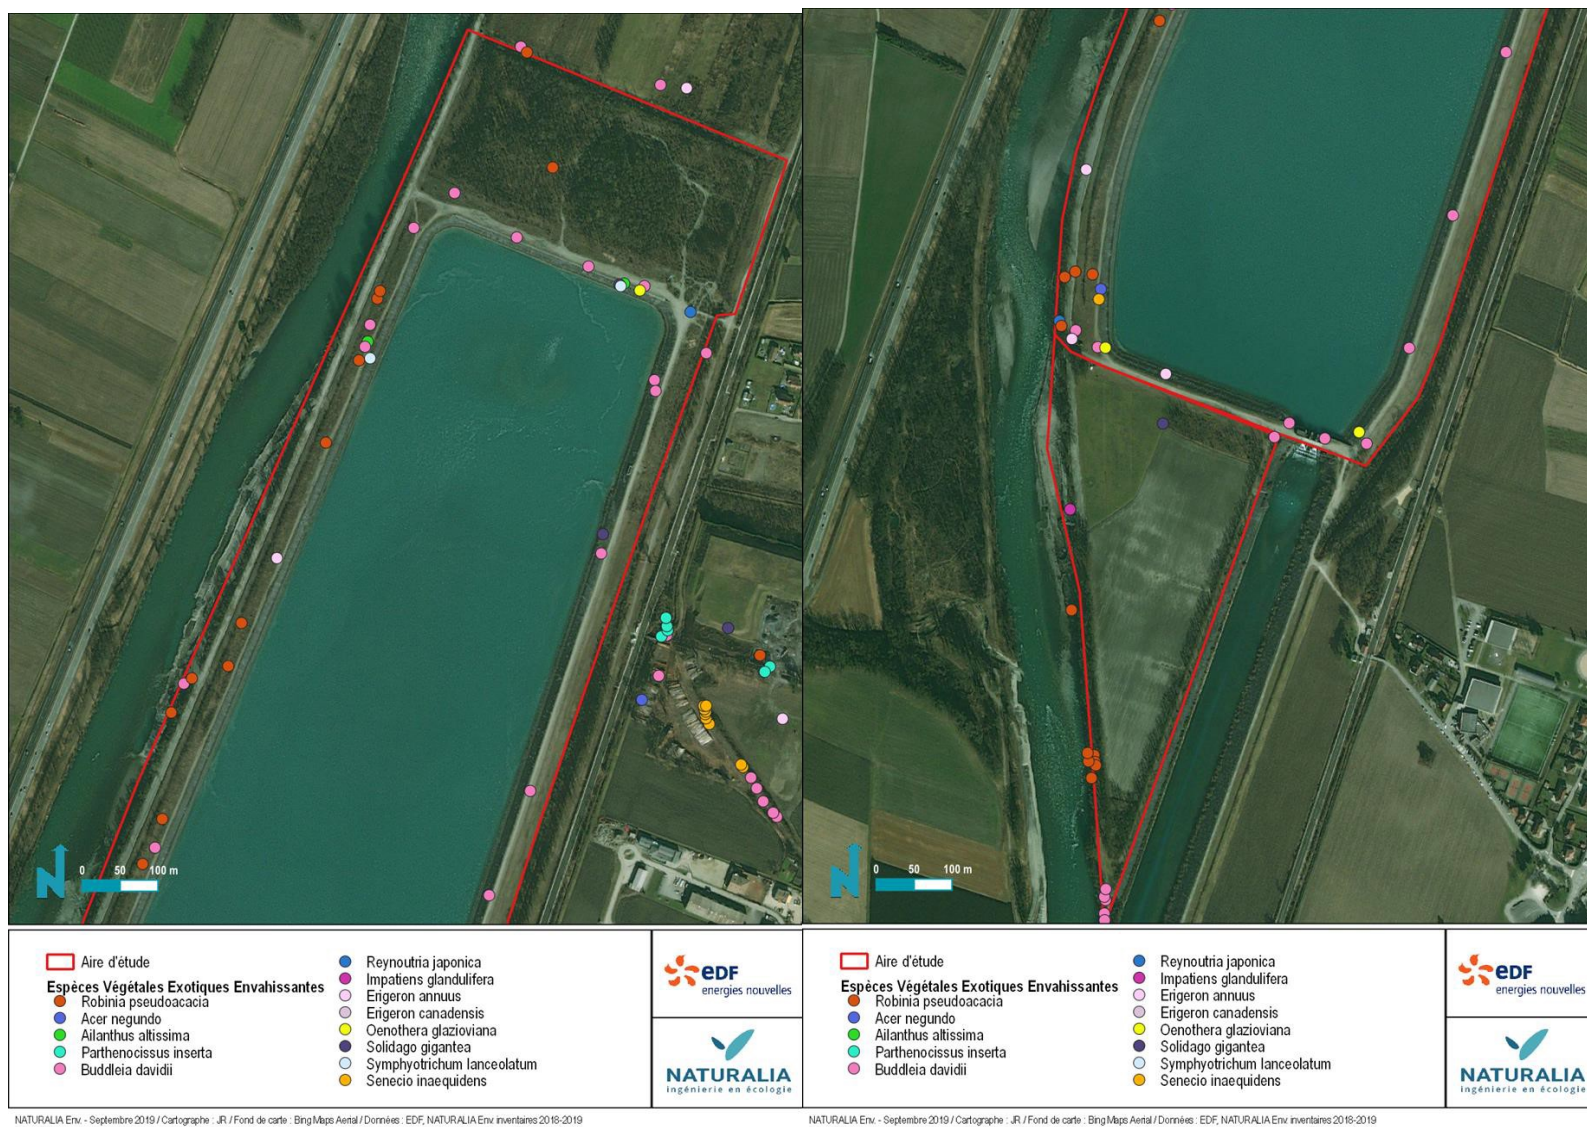 N
0 50 100 m
Aire d'étude
Espèces Végétales Exotiques Envahissantes
Robinia pseudoacacia
Acer negundo
Ailanthus altissima
Parthenocissus inserta
Buddleia davidii
Reynoutria japonica
Impatiens glandulifera
Erigeron annuus
Erigeron canadensis
Oenothera glazioviana
Solidago gigantea
Symphyotrichum lanceolatum
Senecio inaequidens
eDF
energies nouvelles
NATURALIA
ingénierie en écologie
NATURALIA Env. - Septembre 2019 / Cartographe : JR / Fond de carte : Bing Maps Aerial / Données : EDF, NATURALIA Env. inventaires 2018-2019
N
0 50 100 m
Aire d'étude
Espèces Végétales Exotiques Envahissantes
Robinia pseudoacacia
Acer negundo
Ailanthus altissima
Parthenocissus inserta
Buddleia davidii
Reynoutria japonica
Impatiens glandulifera
Erigeron annuus
Erigeron canadensis
Oenothera glazioviana
Solidago gigantea
Symphyotrichum lanceolatum
Senecio inaequidens
eDF
energies nouvelles
NATURALIA
ingénierie en écologie
NATURALIA Env. - Septembre 2019 / Cartographe : JR / Fond de carte : Bing Maps Aerial / Données : EDF, NATURALIA Env. inventaires 2018-2019